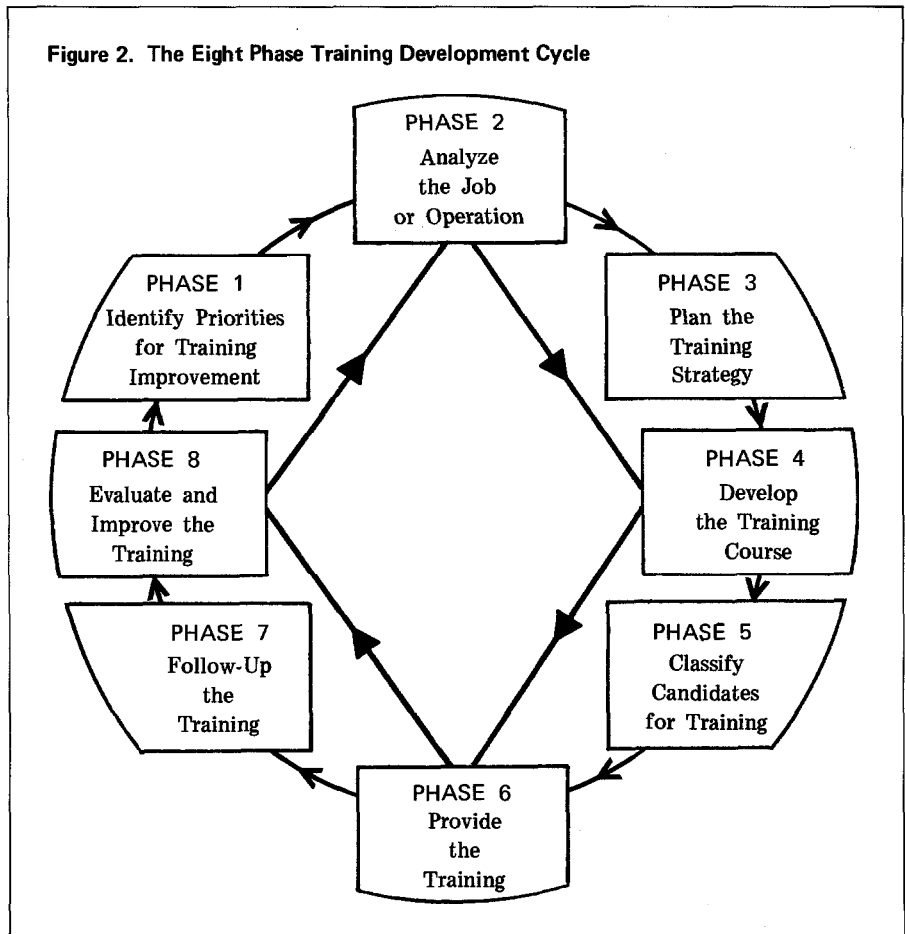 Figure 2. The Eight Phase Training Development Cycle
PHASE 1
Identify Priorities
for Training
Improvement
PHASE 2
Analyze
the Job
or Operation
PHASE 3
Plan the
Training
Strategy
PHASE 4
Develop
the Training
Course
PHASE 5
Classify
Candidates
for Training
PHASE 6
Provide
the
Training
PHASE 7
Follow-Up
the
Training
PHASE 8
Evaluate and
Improve the
Training